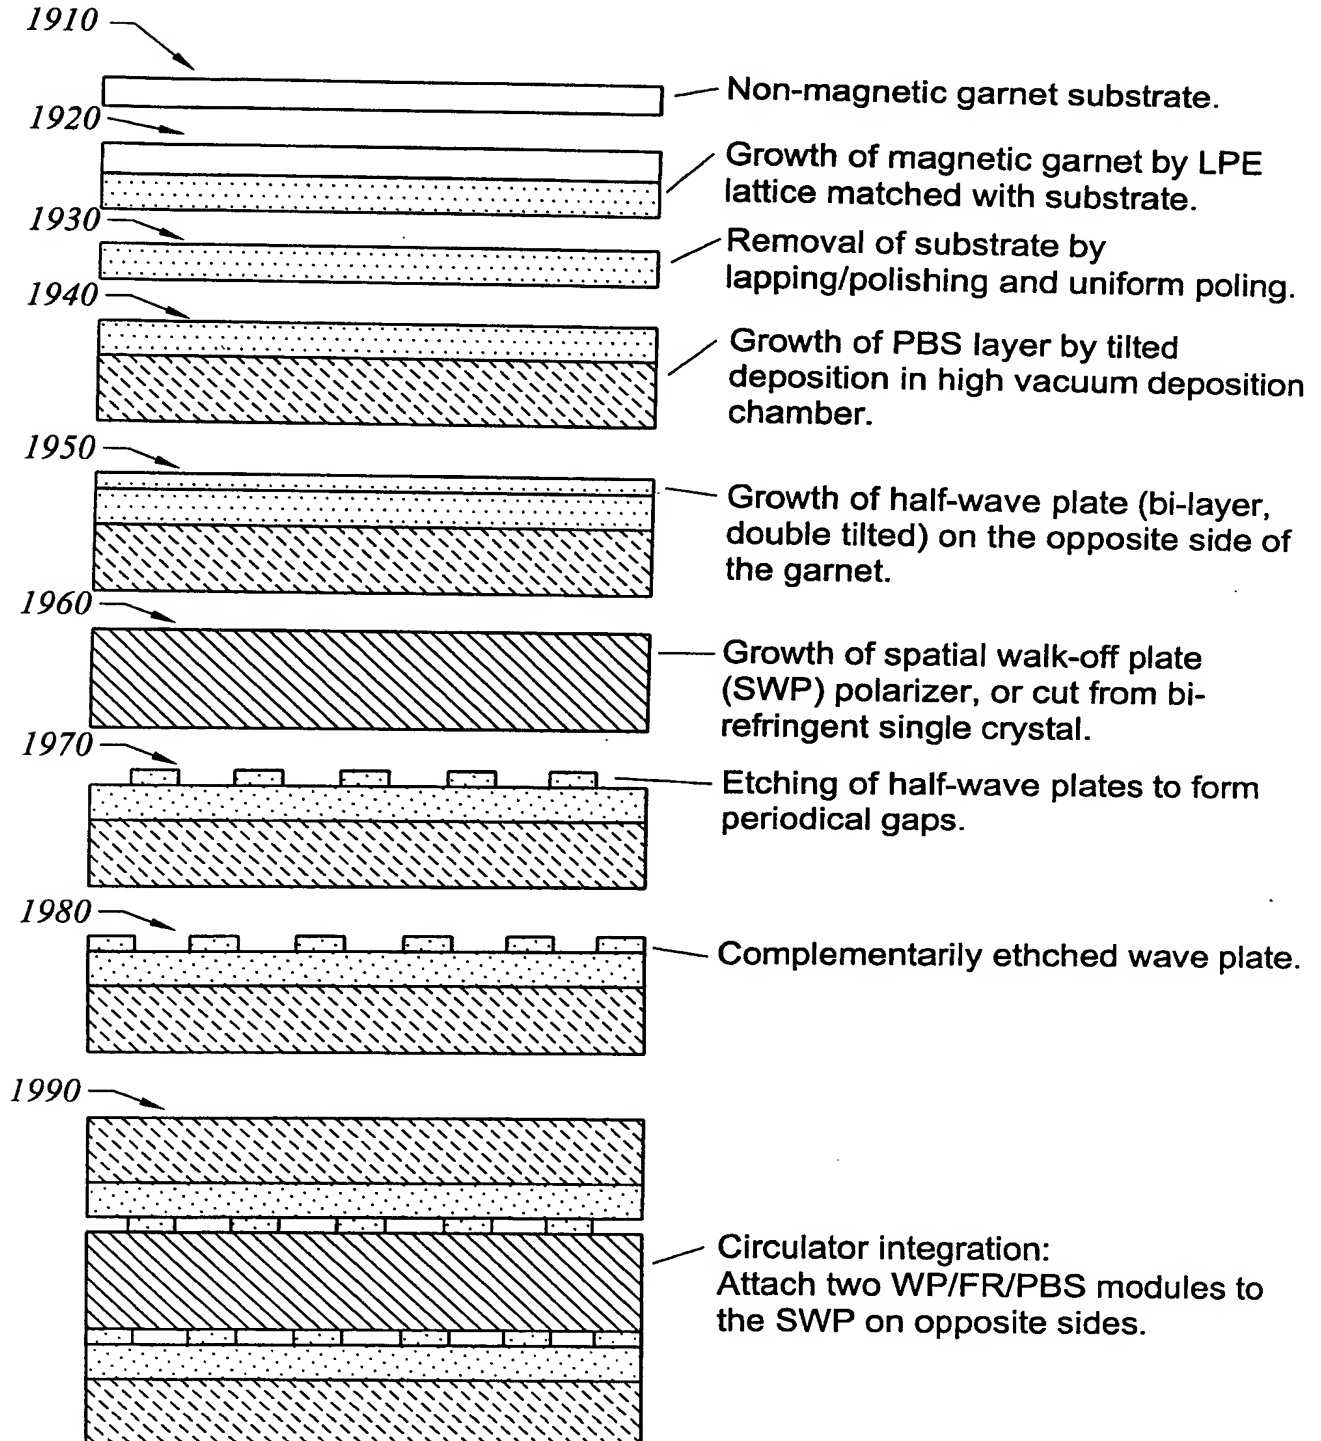 1910
Non-magnetic garnet substrate.
1920
Growth of magnetic garnet by LPE
lattice matched with substrate.
1930
Removal of substrate by
lapping/polishing and uniform poling.
1940
Growth of PBS layer by tilted
deposition in high vacuum deposition
chamber.
1950
Growth of half-wave plate (bi-layer,
double tilted) on the opposite side of
the garnet.
1960
Growth of spatial walk-off plate
(SWP) polarizer, or cut from bi-
refringent single crystal.
1970
Etching of half-wave plates to form
periodical gaps.
1980
Complementarily ethched wave plate.
1990
Circulator integration:
Attach two WP/FR/PBS modules to
the SWP on opposite sides.